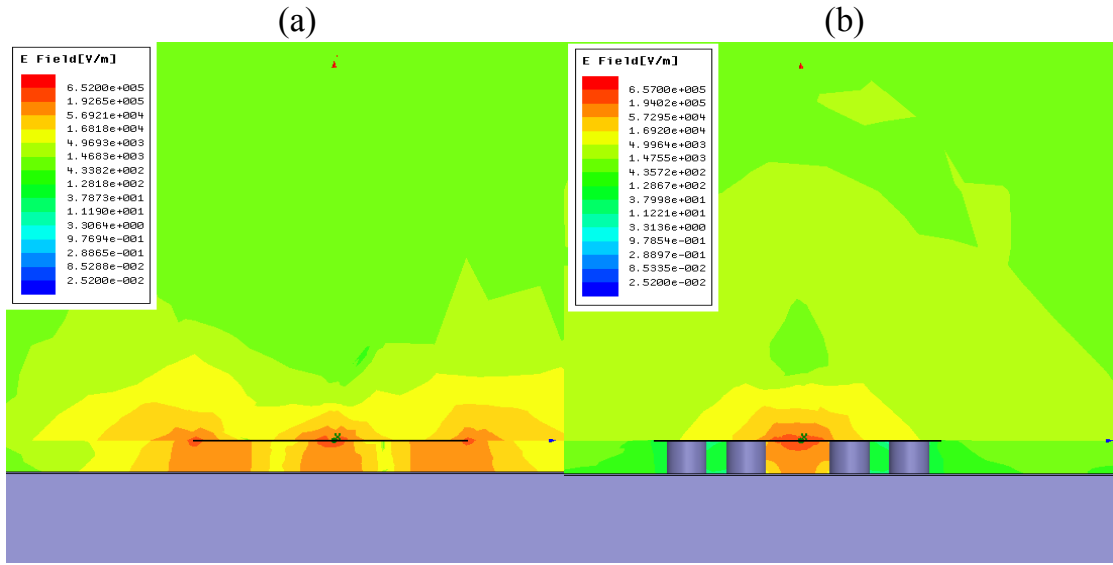 (a)
(b)
E Field[V/m]
6.5200e+005
1.9265e+005
5.6921e+004
1.6818e+004
4.9693e+003
1.4683e+003
4.3382e+002
1.2818e+002
3.7873e+001
1.1190e+001
3.3064e+000
9.7694e-001
2.8865e-001
8.5288e-002
2.5200e-002
E Field[V/m]
6.5700e+005
1.9402e+005
5.7295e+004
1.6920e+004
4.9964e+003
1.4755e+003
4.3572e+002
1.2867e+002
3.7998e+001
1.1221e+001
3.3136e+000
9.7854e-001
2.8897e-001
8.5335e-002
2.5200e-002
X
X